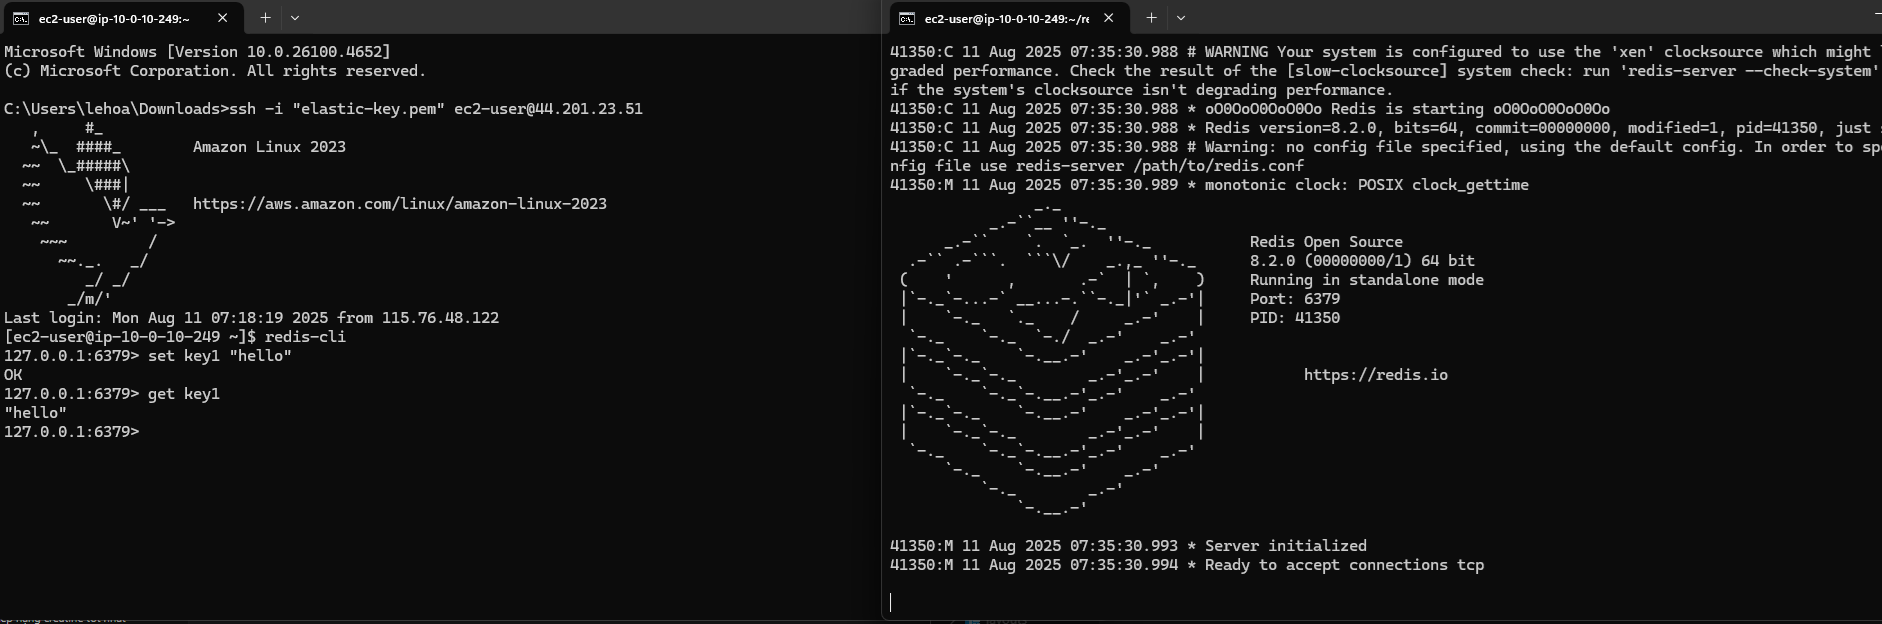 ec2-user@ip-10-0-10-249:~
Microsoft Windows [Version 10.0.26100.4652]
(c) Microsoft Corporation. All rights reserved.
C:\Users\lehoa\Downloads>ssh -i "elastic-key.pem" ec2-user@44.201.23.51
   ,     #_
   ~\_  ####_        Amazon Linux 2023
  ~~  \_#####\
  ~~     \###|
  ~~       \#/ ___   https://aws.amazon.com/linux/amazon-linux-2023
   ~~       V~' '->
    ~~~         /
      ~~._.   _/
         _/ _/
       _/m/'
Last login: Mon Aug 11 07:18:19 2025 from 115.76.48.122
[ec2-user@ip-10-0-10-249 ~]$ redis-cli
127.0.0.1:6379> set key1 "hello"
OK
127.0.0.1:6379> get key1
"hello"
127.0.0.1:6379>
ec2-user@ip-10-0-10-249:~/re
41350:C 11 Aug 2025 07:35:30.988 # WARNING Your system is configured to use the 'xen' clocksource which might
graded performance. Check the result of the [slow-clocksource] system check: run 'redis-server --check-system'
if the system's clocksource isn't degrading performance.
41350:C 11 Aug 2025 07:35:30.988 * oO0OoO0OoO0Oo Redis is starting oO0OoO0OoO0Oo
41350:C 11 Aug 2025 07:35:30.988 * Redis version=8.2.0, bits=64, commit=00000000, modified=1, pid=41350, just
41350:C 11 Aug 2025 07:35:30.988 # Warning: no config file specified, using the default config. In order to spe
nfig file use redis-server /path/to/redis.conf
41350:M 11 Aug 2025 07:35:30.989 * monotonic clock: POSIX clock_gettime
Redis Open Source
8.2.0 (00000000/1) 64 bit
Running in standalone mode
Port: 6379
PID: 41350
https://redis.io
41350:M 11 Aug 2025 07:35:30.993 * Server initialized
41350:M 11 Aug 2025 07:35:30.994 * Ready to accept connections tcp